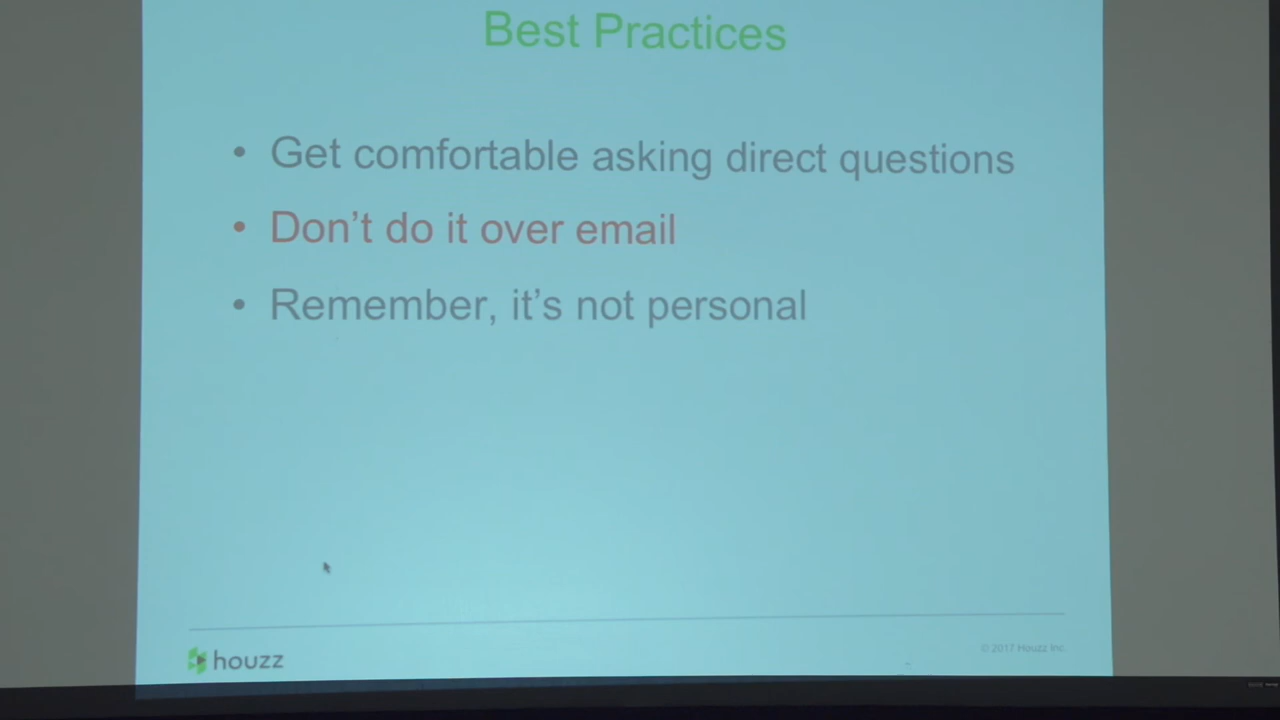 Best Practices
• Get comfortable asking direct questions
• Don't do it over email
• Remember, it's not personal
houzz
© 2017 Houzz Inc.